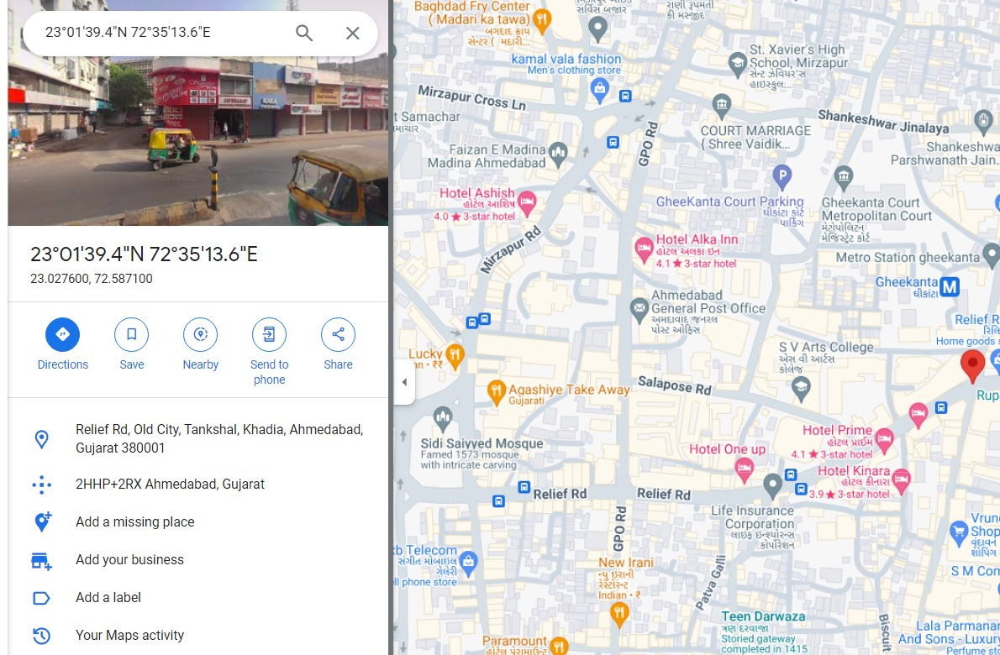 23°01'39.4"N 72°35'13.6"E
23°01'39.4"N 72°35'13.6"E
23.027600, 72.587100
Directions
Save
Nearby
Send to
phone
Share
Relief Rd, Old City, Tankshal, Khadia, Ahmedabad,
Gujarat 380001
2HHP+2RX Ahmedabad, Gujarat
Add a missing place
Add your business
Add a label
Your Maps activity
Baghdad Fry Center
( Madari ka tawa)
બગદાદ ફ્રાય
સેન્ટર ( મદારી...
સર્વિસ બજાર
રાણી રૂપમતી
કી મસ્જીદ
kamal vala fashion
Men's clothing store
St. Xavier's High
School, Mirzapur
સેન્ટ ઝેવિયર'સ
હાઇસ્કૂલ...
Mirzapur Cross Ln
t Samachar
માચાર
COURT MARRIAGE
{ Shree Vaidik...
Shankeshwar Jinalaya
Shankeshwa
Parshwanath Jain..
Faizan E Madina
Madina Ahmedabad
GPO Rd
Hotel Ashish
હોટેલ આશિષ
4.0 ★ 3-star hotel
GheeKanta Court Parking
ઘીકાંટા કોર્ટ
પાર્કિંગ
Gheekanta Court
Metropolitan Court
મેટ્રોપોલિટન
મેજિસ્ટ્રેટ કોર્ટ
Mirzapur Rd
Hotel Alka Inn
હોટલ અલકા ઇન
4.1 ★ 3-star hotel
Metro Station gheekanta
Gheekanta
ઘીકાંટા
M
Ahmedabad
General Post Office
અમદાવાદ જનરલ
પોસ્ટ ઓફિસ
Relief R
રિલિ
Home goods s
Lucky
an · ₹₹
S V Arts College
એસ વી આર્ટસ
કોલેજ
Agashiye Take Away
Gujarati
Salapose Rd
Rup
Sidi Saiyyed Mosque
Famed 1573 mosque
with intricate carving
Hotel One up
Hotel Prime
હોટેલ પ્રાઈમ
4.1 ★ 3-star hotel
Hotel Kinara
હોટેલ કીનારા
3.9 ★ 3-star hotel
Relief Rd
Relief Rd
Life Insurance
Corporation
લાઇફ ઇન્શ્યોરન્સ
કોર્પોરેશન
GPO Rd
Vrund
Shop
વૃંદાવન
શોપિંગ
b Telecom
સંગીત મોબાઇલ
ગેલેરી
ll phone store
New Irani
ન્યુ ઇરાની
રેસ્ટોરન્ટ
Indian · ₹
Patva Galli
S M Com
Teen Darwaza
ત્રણ દરવાજા
Storied gateway
completed in 1415
Biscuit
Lala Parmanan
And Sons - Luxury
Perfume s
Paramount
હોટેલ પેરામાઉન્ટ